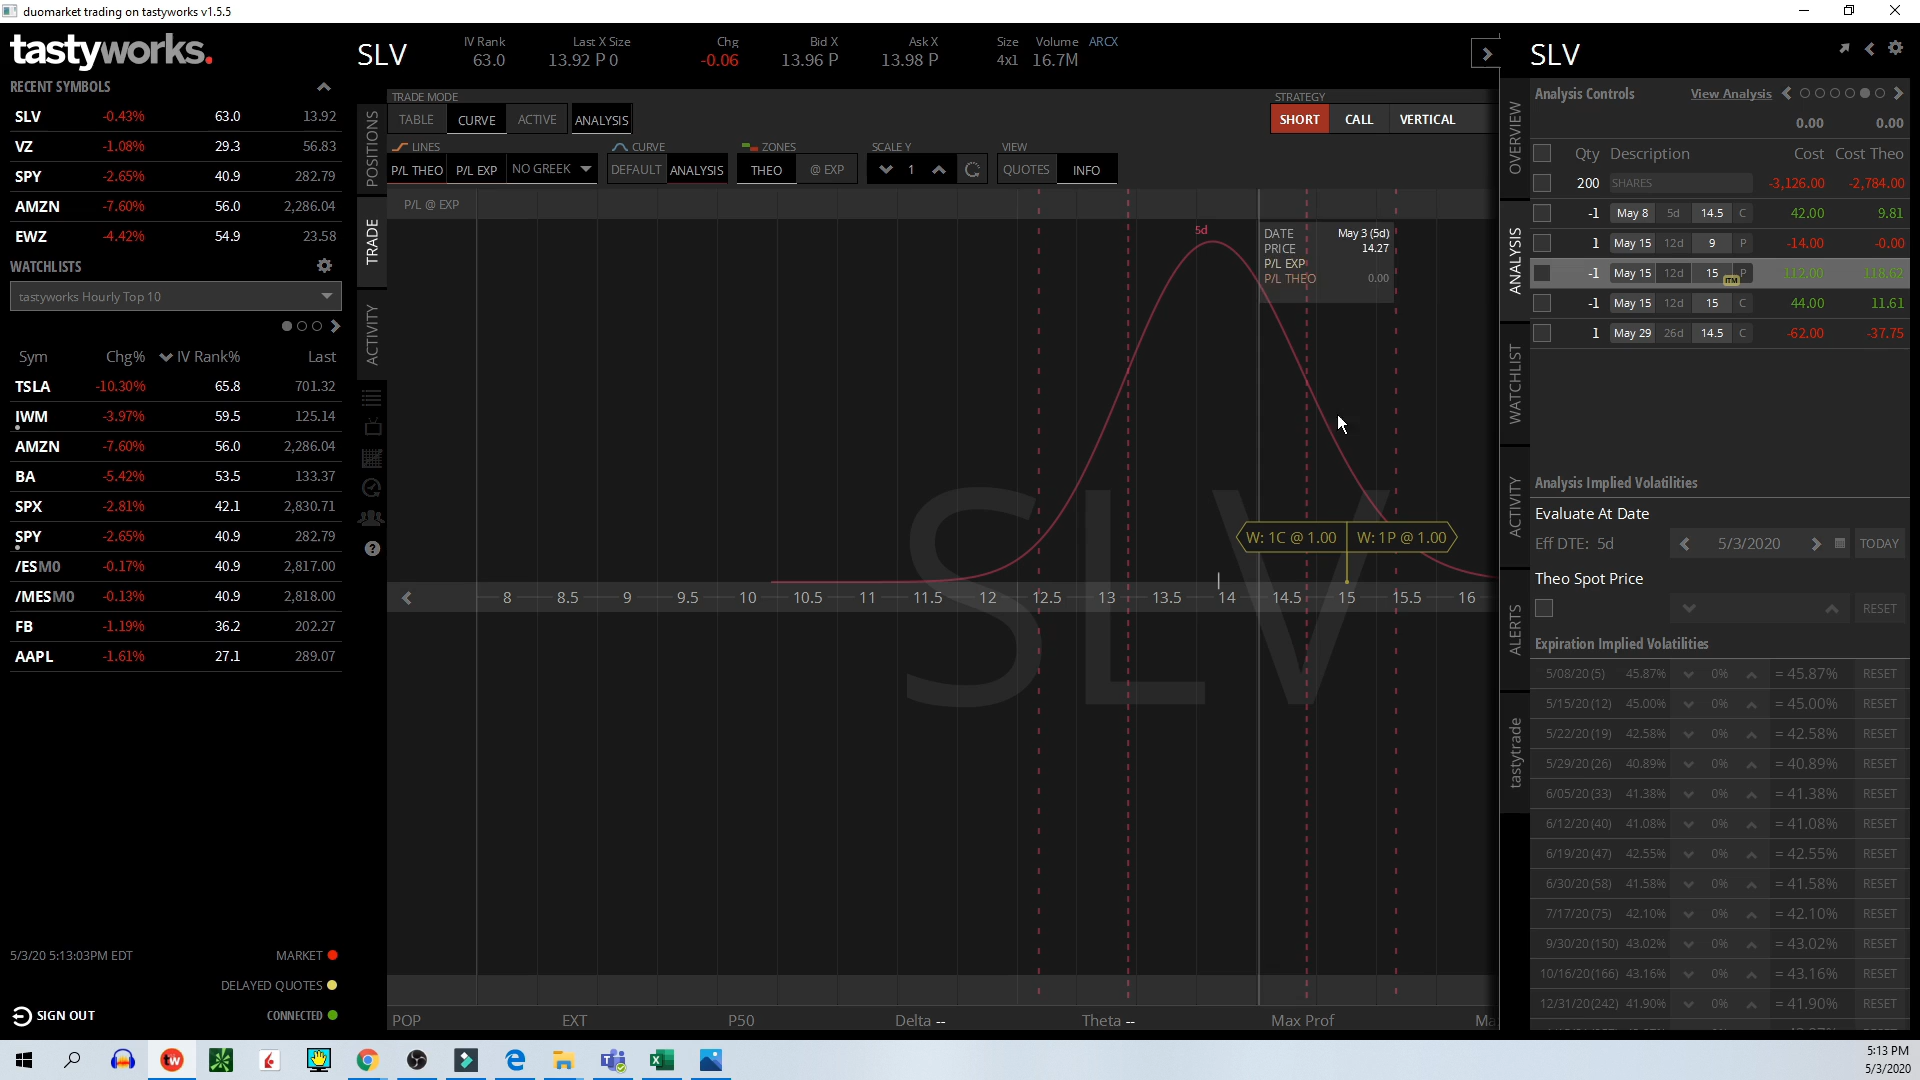 duomarket trading on tastyworks v1.5.5
tastyworks.
RECENT SYMBOLS
SLV -0.43% 63.0 13.92
VZ -1.08% 29.3 56.83
SPY -2.65% 40.9 282.79
AMZN -7.60% 56.0 2,286.04
EWZ -4.42% 54.9 23.58
WATCHLISTS
tastyworks Hourly Top 10
Sym Chg% IV Rank% Last
TSLA -10.30% 65.8 701.32
IWM -3.97% 59.5 125.14
AMZN -7.60% 56.0 2,286.04
BA -5.42% 53.5 133.37
SPX -2.81% 42.1 2,830.71
SPY -2.65% 40.9 282.79
/ESM0 -0.17% 40.9 2,817.00
/MESM0 -0.13% 40.9 2,818.00
FB -1.19% 36.2 202.27
AAPL -1.61% 27.1 289.07
5/3/20 5:13:03PM EDT MARKET
DELAYED QUOTES
SIGN OUT CONNECTED
POSITIONS
TRADE
ACTIVITY
SLV
IV Rank Last X Size Chg Bid X Ask X Size Volume ARCX
63.0 13.92 P 0 -0.06 13.96 P 13.98 P 4x1 16.7M
TRADE MODE STRATEGY
TABLE CURVE ACTIVE ANALYSIS SHORT CALL VERTICAL
LINES CURVE ZONES SCALE Y VIEW
P/L THEO P/L EXP NO GREEK DEFAULT ANALYSIS THEO @ EXP 1 QUOTES INFO
P/L @ EXP
5d
DATE May 3 (5d)
PRICE 14.27
P/L EXP
P/L THEO 0.00
SLV
W: 1C @ 1.00 W: 1P @ 1.00
8 8.5 9 9.5 10 10.5 11 11.5 12 12.5 13 13.5 14 14.5 15 15.5 16
POP EXT P50 Delta -- Theta -- Max Prof Ma
OVERVIEW
ANALYSIS
WATCHLIST
ACTIVITY
ALERTS
tastytrade
SLV
Analysis Controls View Analysis
0.00 0.00
Qty Description Cost Cost Theo
200 SHARES -3,126.00 -2,784.00
-1 May 8 5d 14.5 C 42.00 9.81
1 May 15 12d 9 P -14.00 -0.00
-1 May 15 12d 15 P 112.00 118.62
ITM
-1 May 15 12d 15 C 44.00 11.61
1 May 29 26d 14.5 C -62.00 -37.75
Analysis Implied Volatilities
Evaluate At Date
Eff DTE: 5d 5/3/2020 TODAY
Theo Spot Price
RESET
Expiration Implied Volatilities
5/08/20 (5) 45.87% 0% = 45.87% RESET
5/15/20 (12) 45.00% 0% = 45.00% RESET
5/22/20 (19) 42.58% 0% = 42.58% RESET
5/29/20 (26) 40.89% 0% = 40.89% RESET
6/05/20 (33) 41.38% 0% = 41.38% RESET
6/12/20 (40) 41.08% 0% = 41.08% RESET
6/19/20 (47) 42.55% 0% = 42.55% RESET
6/30/20 (58) 41.58% 0% = 41.58% RESET
7/17/20 (75) 42.10% 0% = 42.10% RESET
9/30/20 (150) 43.02% 0% = 43.02% RESET
10/16/20 (166) 43.16% 0% = 43.16% RESET
12/31/20 (242) 41.90% 0% = 41.90% RESET
tw
5:13 PM
5/3/2020